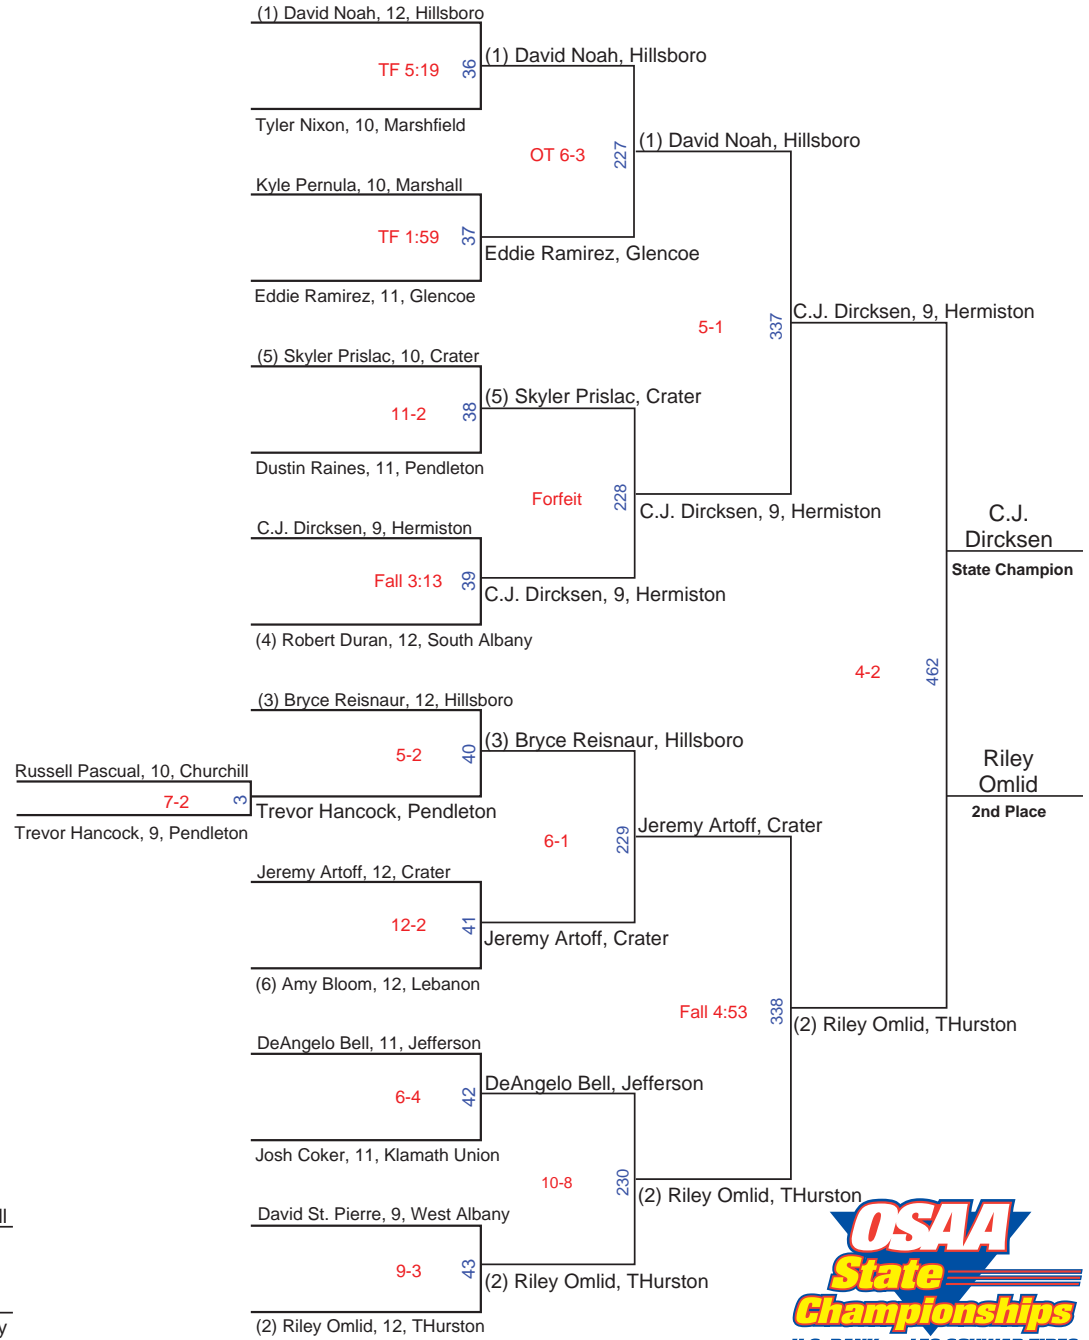 (1) David Noah, 12, Hillsboro
TF 5:19
36
(1) David Noah, Hillsboro
Tyler Nixon, 10, Marshfield
OT 6-3
227
(1) David Noah, Hillsboro
Kyle Pernula, 10, Marshall
TF 1:59
37
Eddie Ramirez, Glencoe
Eddie Ramirez, 11, Glencoe
5-1
337
C.J. Dircksen, 9, Hermiston
(5) Skyler Prislac, 10, Crater
11-2
38
(5) Skyler Prislac, Crater
Dustin Raines, 11, Pendleton
Forfeit
228
C.J. Dircksen, 9, Hermiston
C.J. Dircksen, 9, Hermiston
Fall 3:13
39
C.J. Dircksen, 9, Hermiston
(4) Robert Duran, 12, South Albany
C.J.
Dircksen
State Champion
4-2
462
(3) Bryce Reisnaur, 12, Hillsboro
5-2
40
(3) Bryce Reisnaur, Hillsboro
Russell Pascual, 10, Churchill
7-2
3
Trevor Hancock, Pendleton
Trevor Hancock, 9, Pendleton
Riley
Omlid
2nd Place
6-1
229
Jeremy Artoff, Crater
Jeremy Artoff, 12, Crater
12-2
41
Jeremy Artoff, Crater
(6) Amy Bloom, 12, Lebanon
Fall 4:53
338
(2) Riley Omlid, THurston
DeAngelo Bell, 11, Jefferson
6-4
42
DeAngelo Bell, Jefferson
Josh Coker, 11, Klamath Union
10-8
230
(2) Riley Omlid, THurston
David St. Pierre, 9, West Albany
9-3
43
(2) Riley Omlid, THurston
(2) Riley Omlid, 12, THurston
OSAA
State
Championships